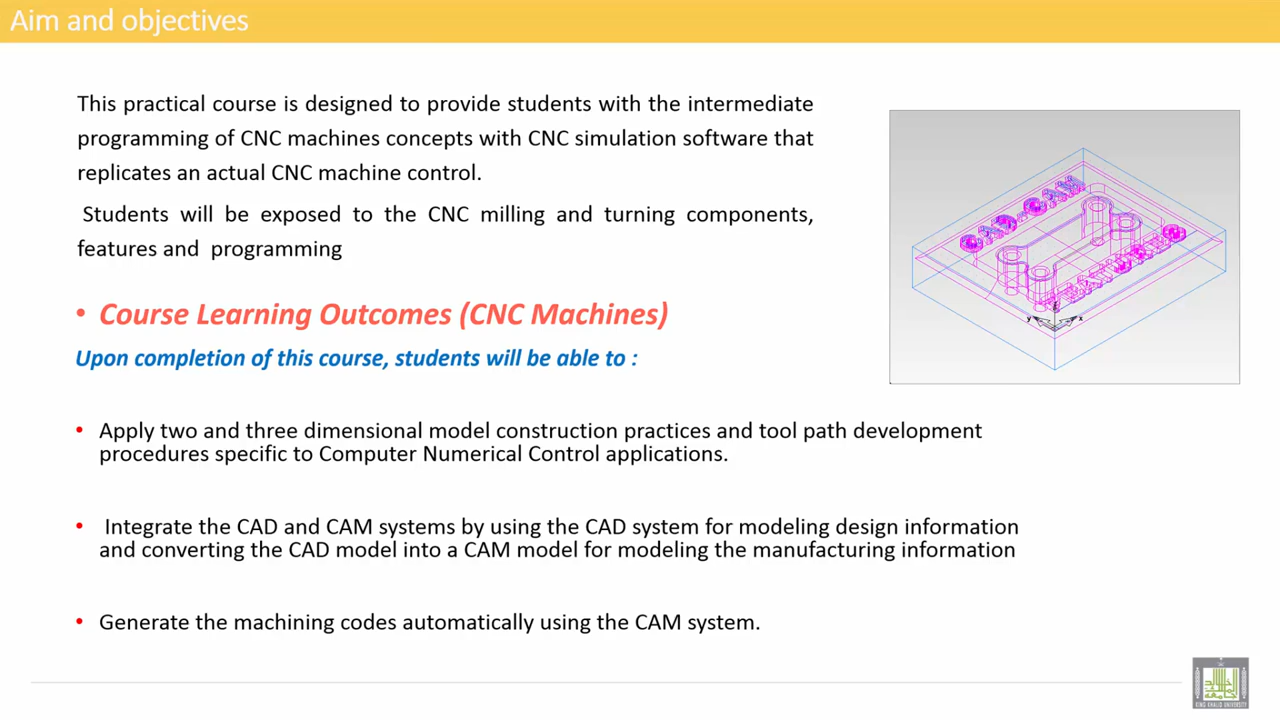 Aim and objectives
This practical course is designed to provide students with the intermediate
programming of CNC machines concepts with CNC simulation software that
replicates an actual CNC machine control.
Students will be exposed to the CNC milling and turning components,
features and programming
• Course Learning Outcomes (CNC Machines)
Upon completion of this course, students will be able to :
• Apply two and three dimensional model construction practices and tool path development
procedures specific to Computer Numerical Control applications.
• Integrate the CAD and CAM systems by using the CAD system for modeling design information
and converting the CAD model into a CAM model for modeling the manufacturing information
• Generate the machining codes automatically using the CAM system.
KING KHALID UNIVERSITY